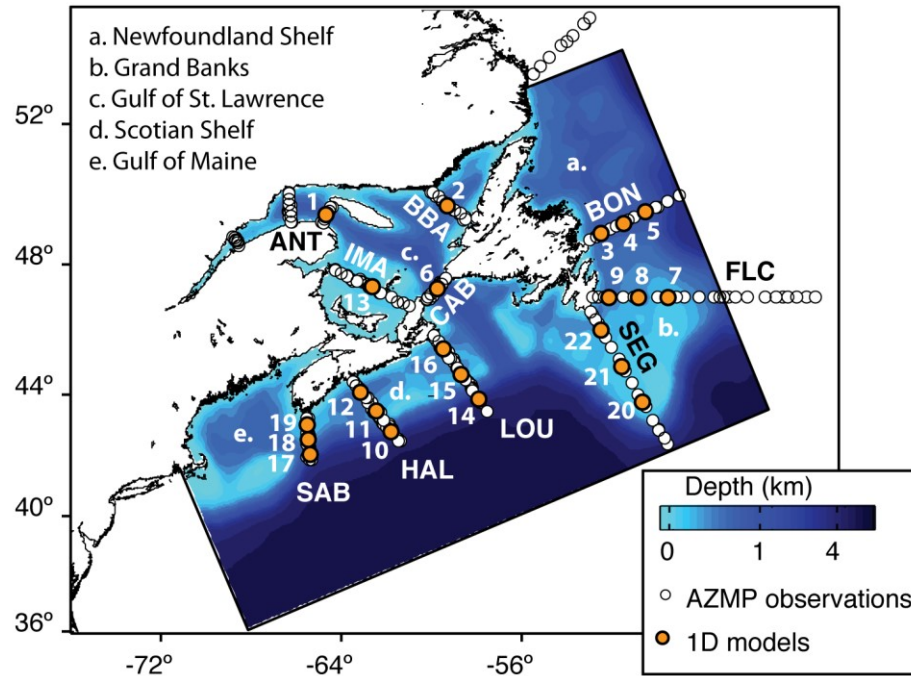 a. Newfoundland Shelf
b. Grand Banks
c. Gulf of St. Lawrence
d. Scotian Shelf
e. Gulf of Maine
52º
48º
44º
40º
36º
-72º
-64º
-56º
a.
1
2
BBA
ANT
BON
3
4
5
c.
IMA
6
13
CAB
9
8
7
FLC
b.
22
SEG
21
20
16
15
14
LOU
d.
12
11
10
HAL
e.
19
18
17
SAB
Depth (km)
0
1
4
AZMP observations
1D models